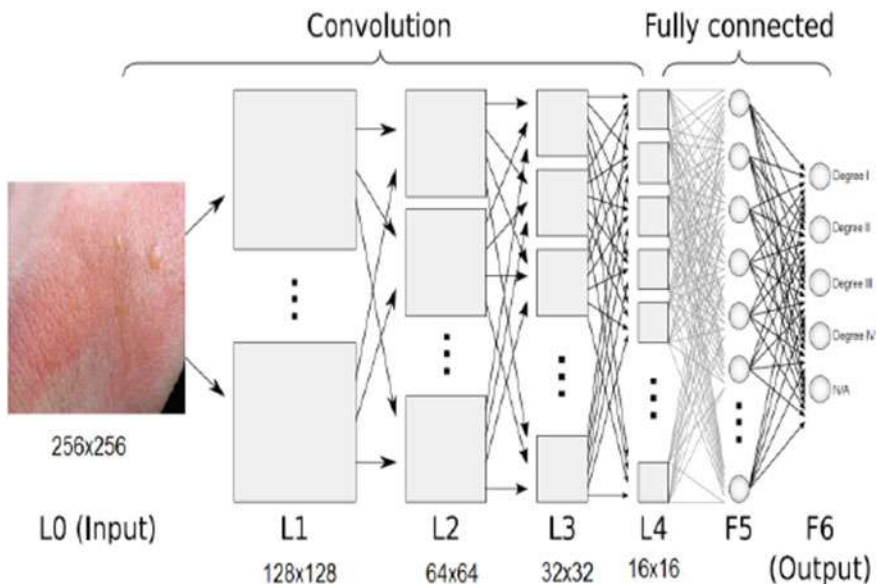 Convolution
Fully connected
Degree I
Degree II
Degree III
Degree IV
N/A
256x256
L0 (Input)
L1
L2
L3
L4
F5
F6
128x128
64x64
32x32
16x16
(Output)